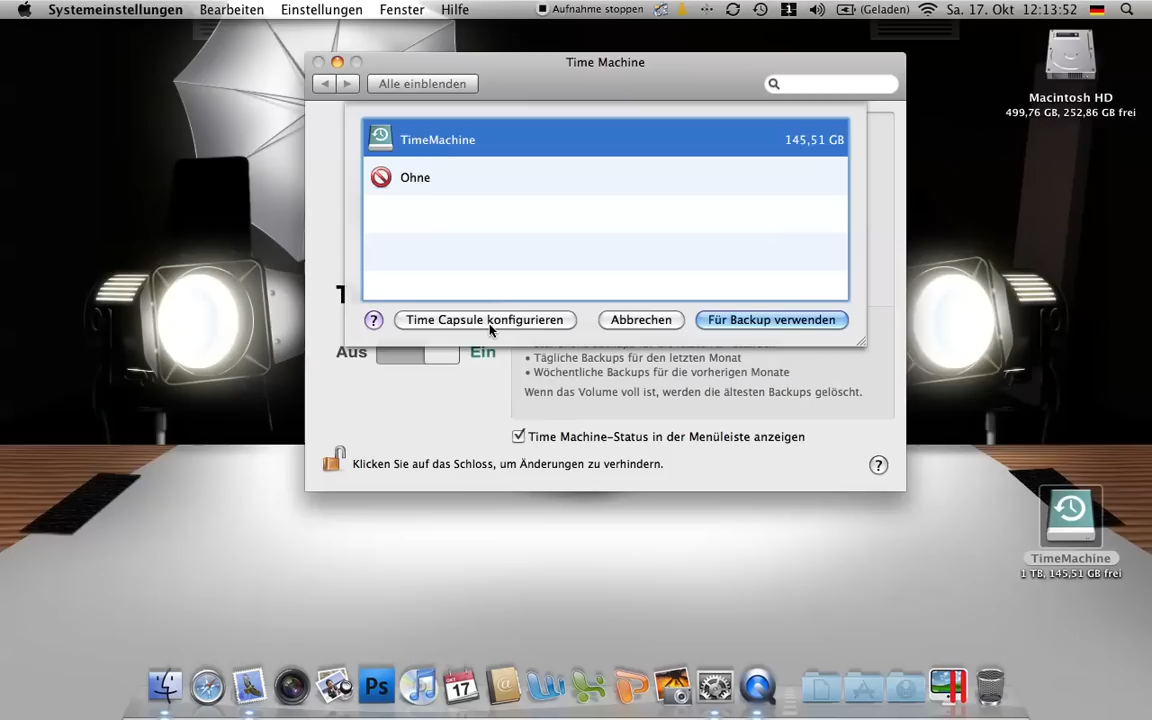 Systemeinstellungen Bearbeiten Einstellungen Fenster Hilfe Aufnahme stoppen 1 (Geladen) Sa. 17. Okt 12:13:52
Time Machine
Alle einblenden
Macintosh HD
499,76 GB, 252,86 GB frei
TimeMachine 145,51 GB
Ohne
? Time Capsule konfigurieren Abbrechen Für Backup verwenden
Aus Ein
• Tägliche Backups für den letzten Monat
• Wöchentliche Backups für die vorherigen Monate
Wenn das Volume voll ist, werden die ältesten Backups gelöscht.
Time Machine-Status in der Menüleiste anzeigen
Klicken Sie auf das Schloss, um Änderungen zu verhindern. ?
TimeMachine
1 TB, 145,51 GB frei
Ps JUL 17